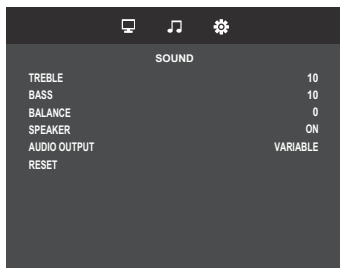 SOUND
TREBLE 10
BASS 10
BALANCE 0
SPEAKER ON
AUDIO OUTPUT VARIABLE
RESET